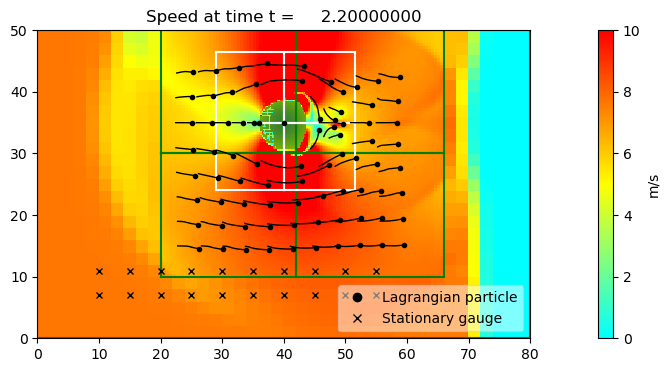 Speed at time t = 2.20000000
50
40
30
20
10
0
0 10 20 30 40 50 60 70 80
Lagrangian particle
Stationary gauge
10
8
6
4
2
0
m/s